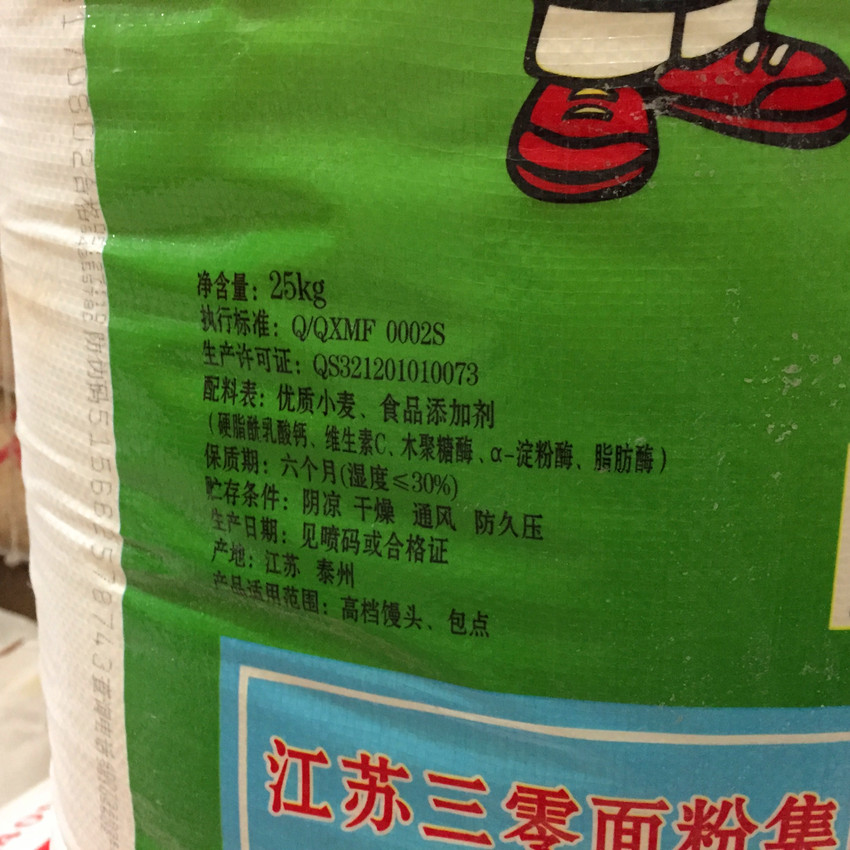 净含量：25kg
执行标准：Q/QXMF 0002S
生产许可证：QS321201010073
配料表：优质小麦、食品添加剂
（硬脂酰乳酸钙、维生素C、木聚糖酶、α-淀粉酶、脂肪酶）
保质期：六个月(湿度≤30%)
贮存条件：阴凉 干燥 通风 防久压
生产日期：见喷码或合格证
产地：江苏 泰州
产品适用范围：高档馒头、包点
江苏三零面粉集